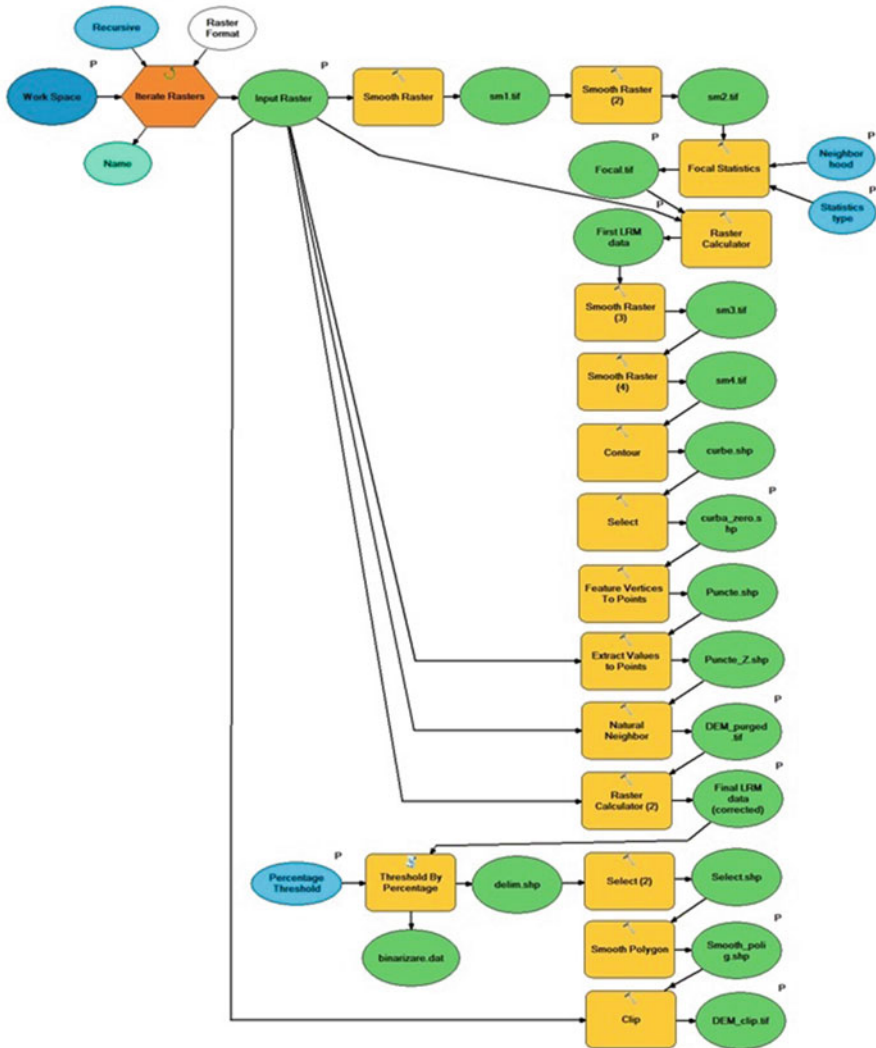 Recursive
Raster
Format
P
Work Space
Iterate Rasters
Name
P
Input Raster
Smooth Raster
sm1.tif
Smooth Raster
(2)
sm2.tif
P
Focal.tif
Focal Statistics
P
Neighbor
hood
P
Statistics
type
P
First LRM
data
Raster
Calculator
Smooth Raster
(3)
sm3.tif
Smooth Raster
(4)
sm4.tif
Contour
curbe.shp
Select
P
curba_zero.s
hp
Feature Vertices
To Points
Puncte.shp
Extract Values
to Points
Puncte_Z.shp
Natural
Neighbor
P
DEM_purged
.tif
Raster
Calculator (2)
P
Final LRM
data
(corrected)
P
Percentage
Threshold
Threshold By
Percentage
delim.shp
Select (2)
Select.shp
binarizare.dat
Smooth Polygon
P
Smooth_poli
g.shp
Clip
P
DEM_clip.tif